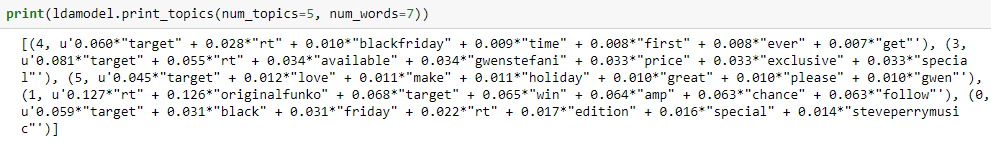 print(ldamodel.print_topics(num_topics=5, num_words=7))
[(4, u'0.060*"target" + 0.028*"rt" + 0.010*"blackfriday" + 0.009*"time" + 0.008*"first" + 0.008*"ever" + 0.007*"get"'), (3,
u'0.081*"target" + 0.055*"rt" + 0.034*"available" + 0.034*"gwenstefani" + 0.033*"price" + 0.033*"exclusive" + 0.033*"specia
l"'), (5, u'0.045*"target" + 0.012*"love" + 0.011*"make" + 0.011*"holiday" + 0.010*"great" + 0.010*"please" + 0.010*"gwen"'),
(1, u'0.127*"rt" + 0.126*"originalfunko" + 0.068*"target" + 0.065*"win" + 0.064*"amp" + 0.063*"chance" + 0.063*"follow"'), (0,
u'0.059*"target" + 0.031*"black" + 0.031*"friday" + 0.022*"rt" + 0.017*"edition" + 0.016*"special" + 0.014*"steveperrymusi
c"')]